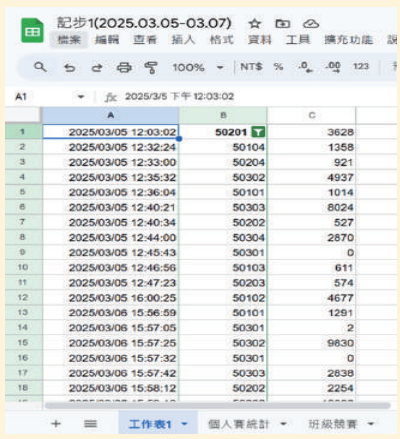 記步1(2025.03.05-03.07)
檔案 編輯 查看 插入 格式 資料 工具 擴充功能
100% NT$ % .0 .00 123
A1 fx 2025/3/5 下午12:03:02
A B C
1 2025/03/05 12:03:02 50201 3628
2 2025/03/05 12:32:24 50104 1358
3 2025/03/05 12:33:00 50204 921
4 2025/03/05 12:35:32 50302 4937
5 2025/03/05 12:36:04 50101 1014
6 2025/03/05 12:40:21 50303 8024
7 2025/03/05 12:40:34 50202 527
8 2025/03/05 12:44:00 50304 2870
9 2025/03/05 12:45:43 50301 0
10 2025/03/05 12:46:56 50103 611
11 2025/03/05 12:47:23 50203 574
12 2025/03/05 16:00:25 50102 4677
13 2025/03/06 15:56:59 50101 1291
14 2025/03/06 15:57:05 50301 2
15 2025/03/06 15:57:25 50302 9830
16 2025/03/06 15:57:32 50301 0
17 2025/03/06 15:57:42 50303 2838
18 2025/03/06 15:58:12 50202 2254
工作表1 個人賽統計 班級競賽